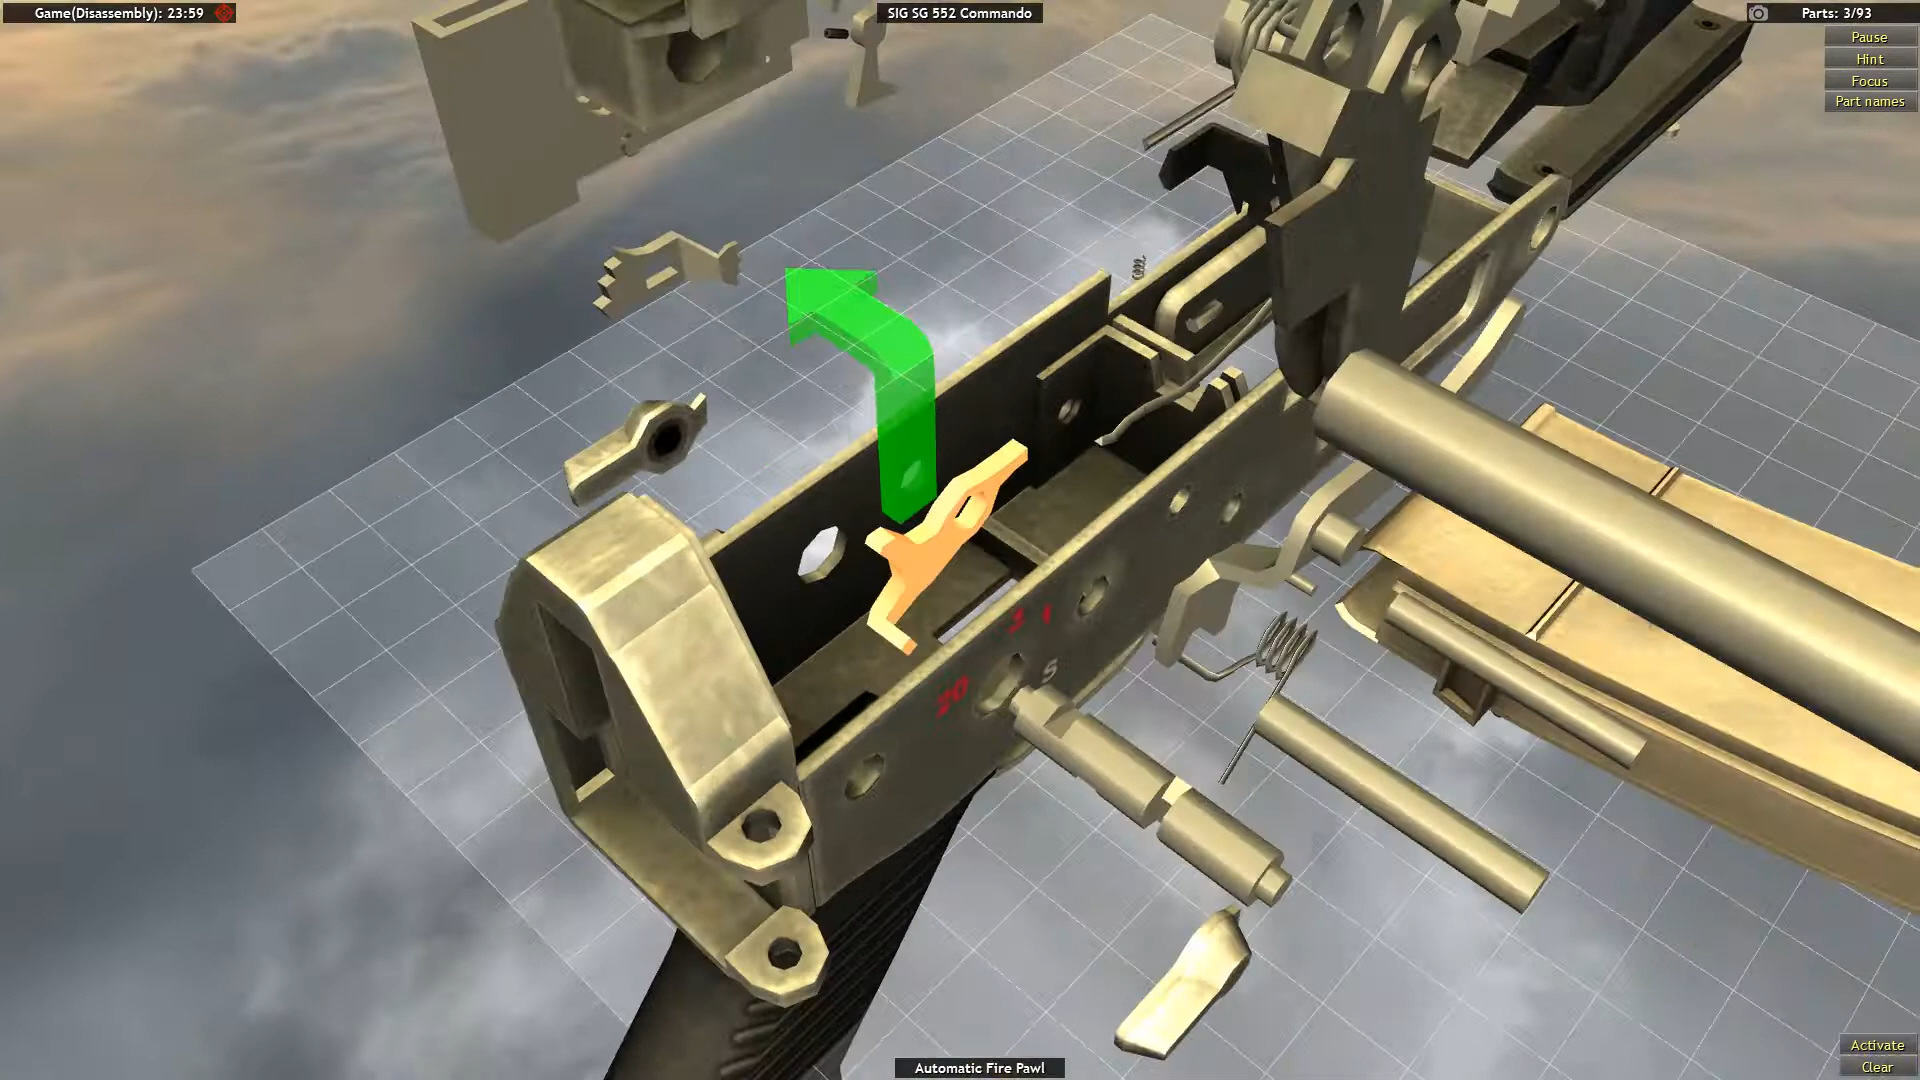 Game(Disassembly): 23:59
SIG SG 552 Commando
Parts: 3/93
Pause
Hint
Focus
Part names
3 1
20
S
Automatic Fire Pawl
Activate
Clear